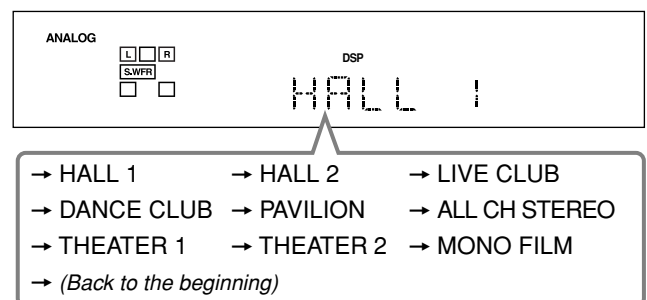 ANALOG
L R
S.WFR
DSP
HALL 1
→ HALL 1 → HALL 2 → LIVE CLUB
→ DANCE CLUB → PAVILION → ALL CH STEREO
→ THEATER 1 → THEATER 2 → MONO FILM
→ (Back to the beginning)